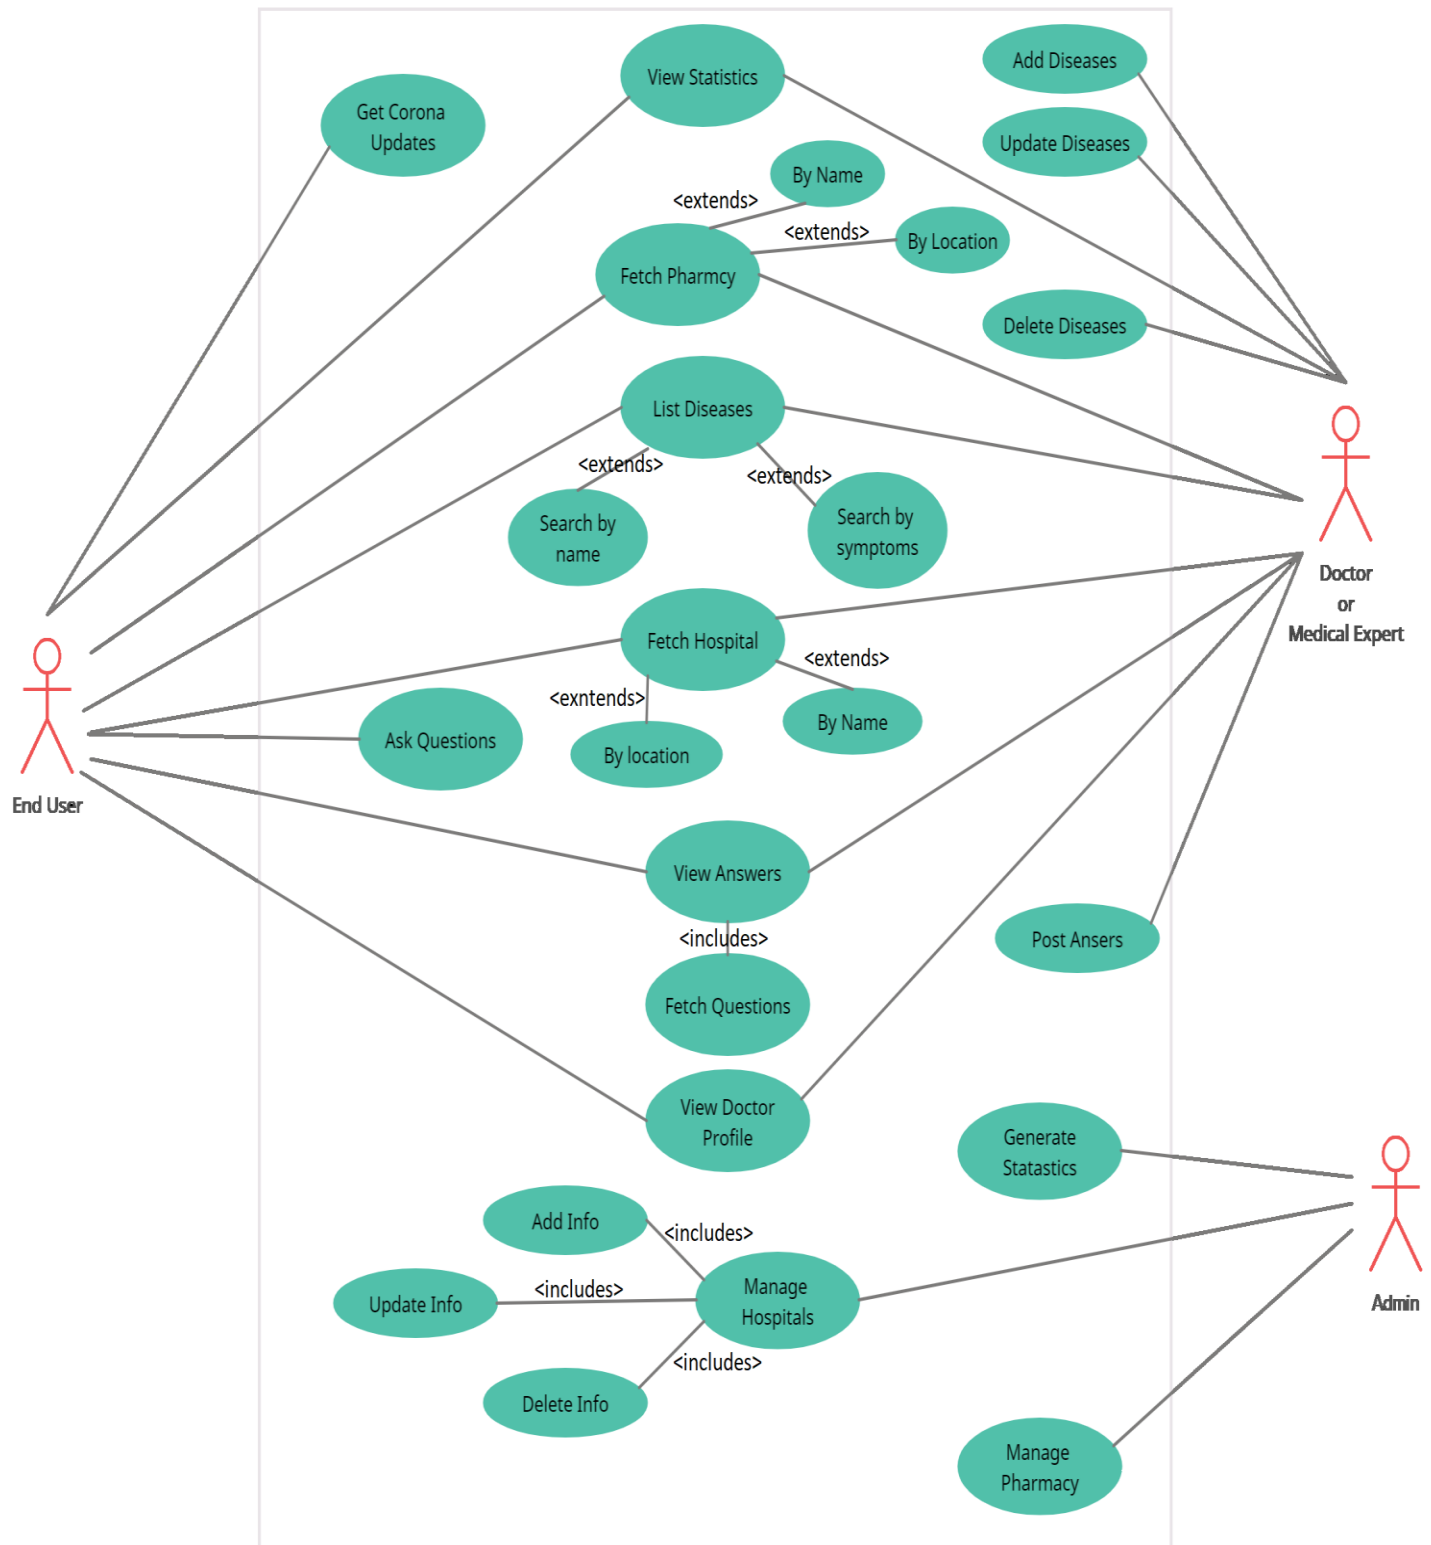 View Statistics
Add Diseases
Get Corona
Updates
Update Diseases
By Name
<extends>
<extends>
By Location
Fetch Pharmcy
Delete Diseases
List Diseases
<extends>
<extends>
Search by
name
Search by
symptoms
Doctor
or
Medical Expert
Fetch Hospital
<extends>
<exntends>
By Name
Ask Questions
By location
End User
View Answers
<includes>
Post Ansers
Fetch Questions
View Doctor
Profile
Generate
Statastics
Add Info
<includes>
<includes>
Update Info
Manage
Hospitals
Admin
<includes>
Delete Info
Manage
Pharmacy